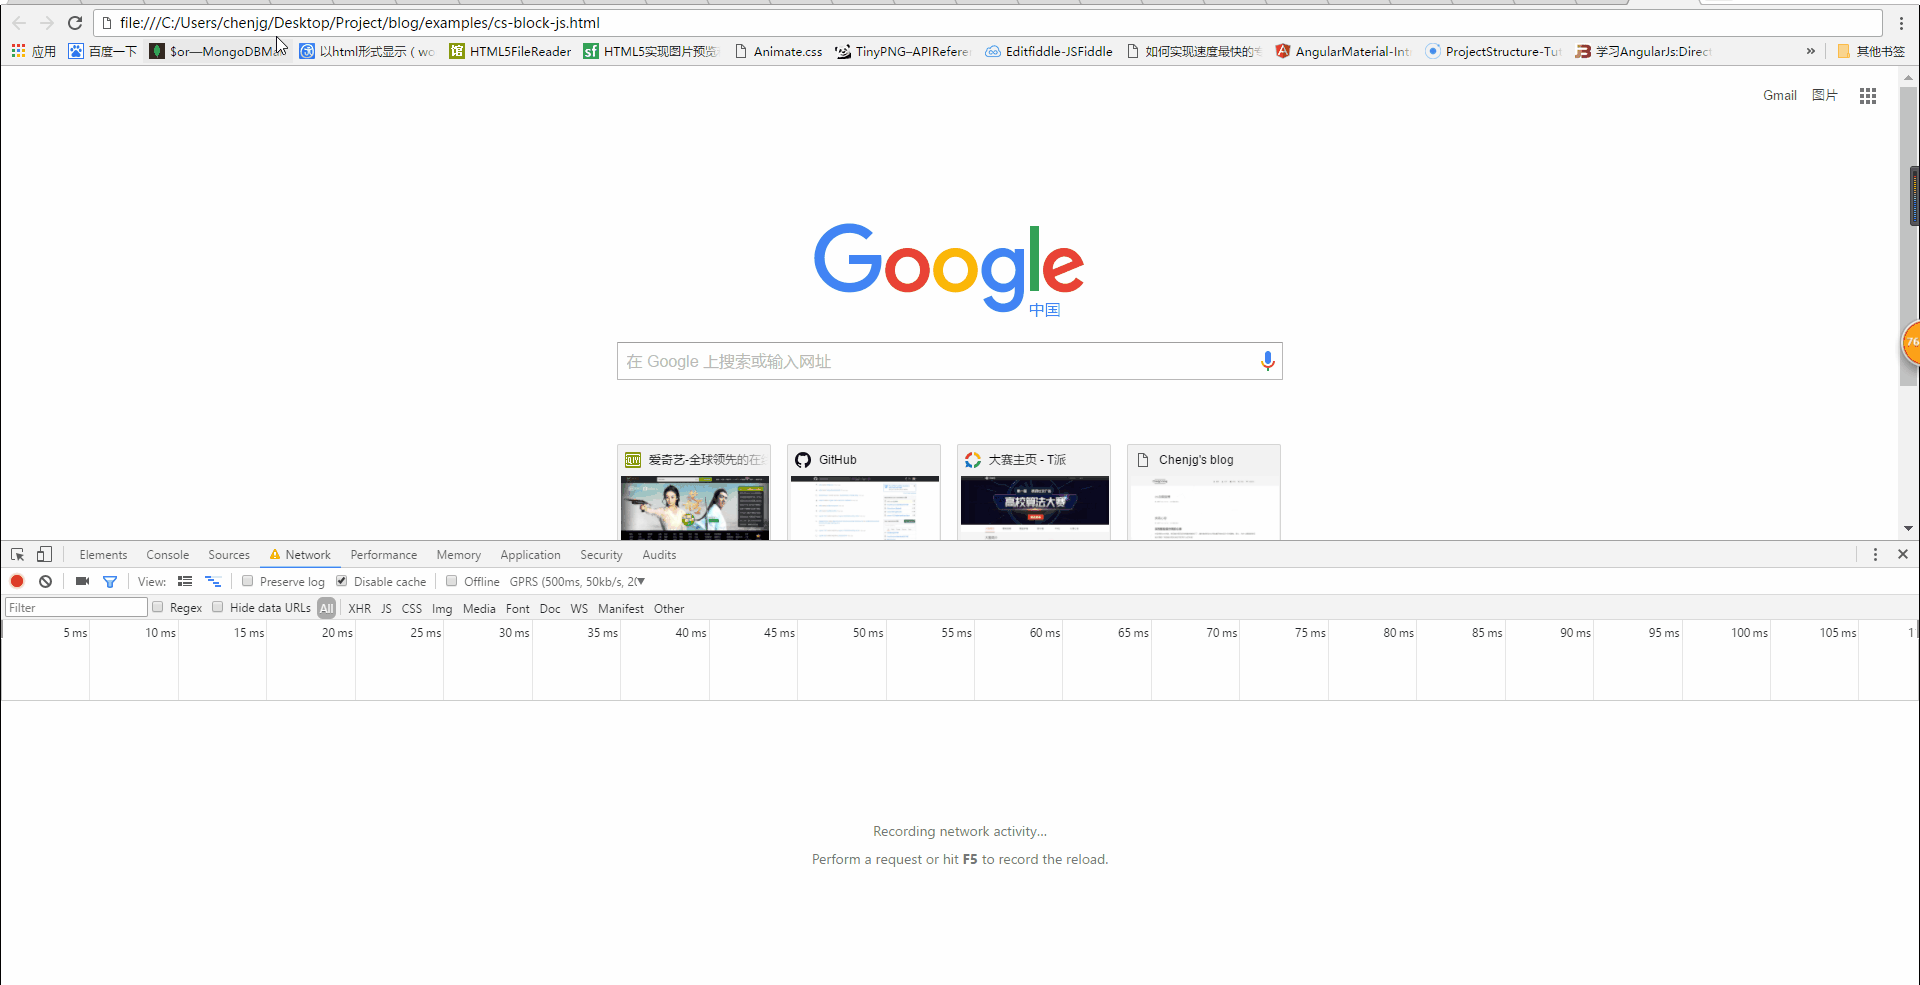 file:///C:/Users/chenjg/Desktop/Project/blog/examples/cs-block-js.html
应用 百度一下 $or—MongoDBM 以html形式显示 ( wo HTML5FileReader HTML5实现图片预览 Animate.css TinyPNG–APIReferer Editfiddle-JSFiddle 如何实现速度最快的 AngularMaterial-Int ProjectStructure-Tut 学习AngularJs:Direct » 其他书签
Gmail 图片
Google
中国
在 Google 上搜索或输入网址
76
爱奇艺-全球领先的在 GitHub 大赛主页 - T派 Chenjg's blog
高校算法大赛
Elements Console Sources Network Performance Memory Application Security Audits
View: Preserve log Disable cache Offline GPRS (500ms, 50kb/s, 2(
Filter Regex Hide data URLs All XHR JS CSS Img Media Font Doc WS Manifest Other
5 ms 10 ms 15 ms 20 ms 25 ms 30 ms 35 ms 40 ms 45 ms 50 ms 55 ms 60 ms 65 ms 70 ms 75 ms 80 ms 85 ms 90 ms 95 ms 100 ms 105 ms 1
Recording network activity...
Perform a request or hit F5 to record the reload.